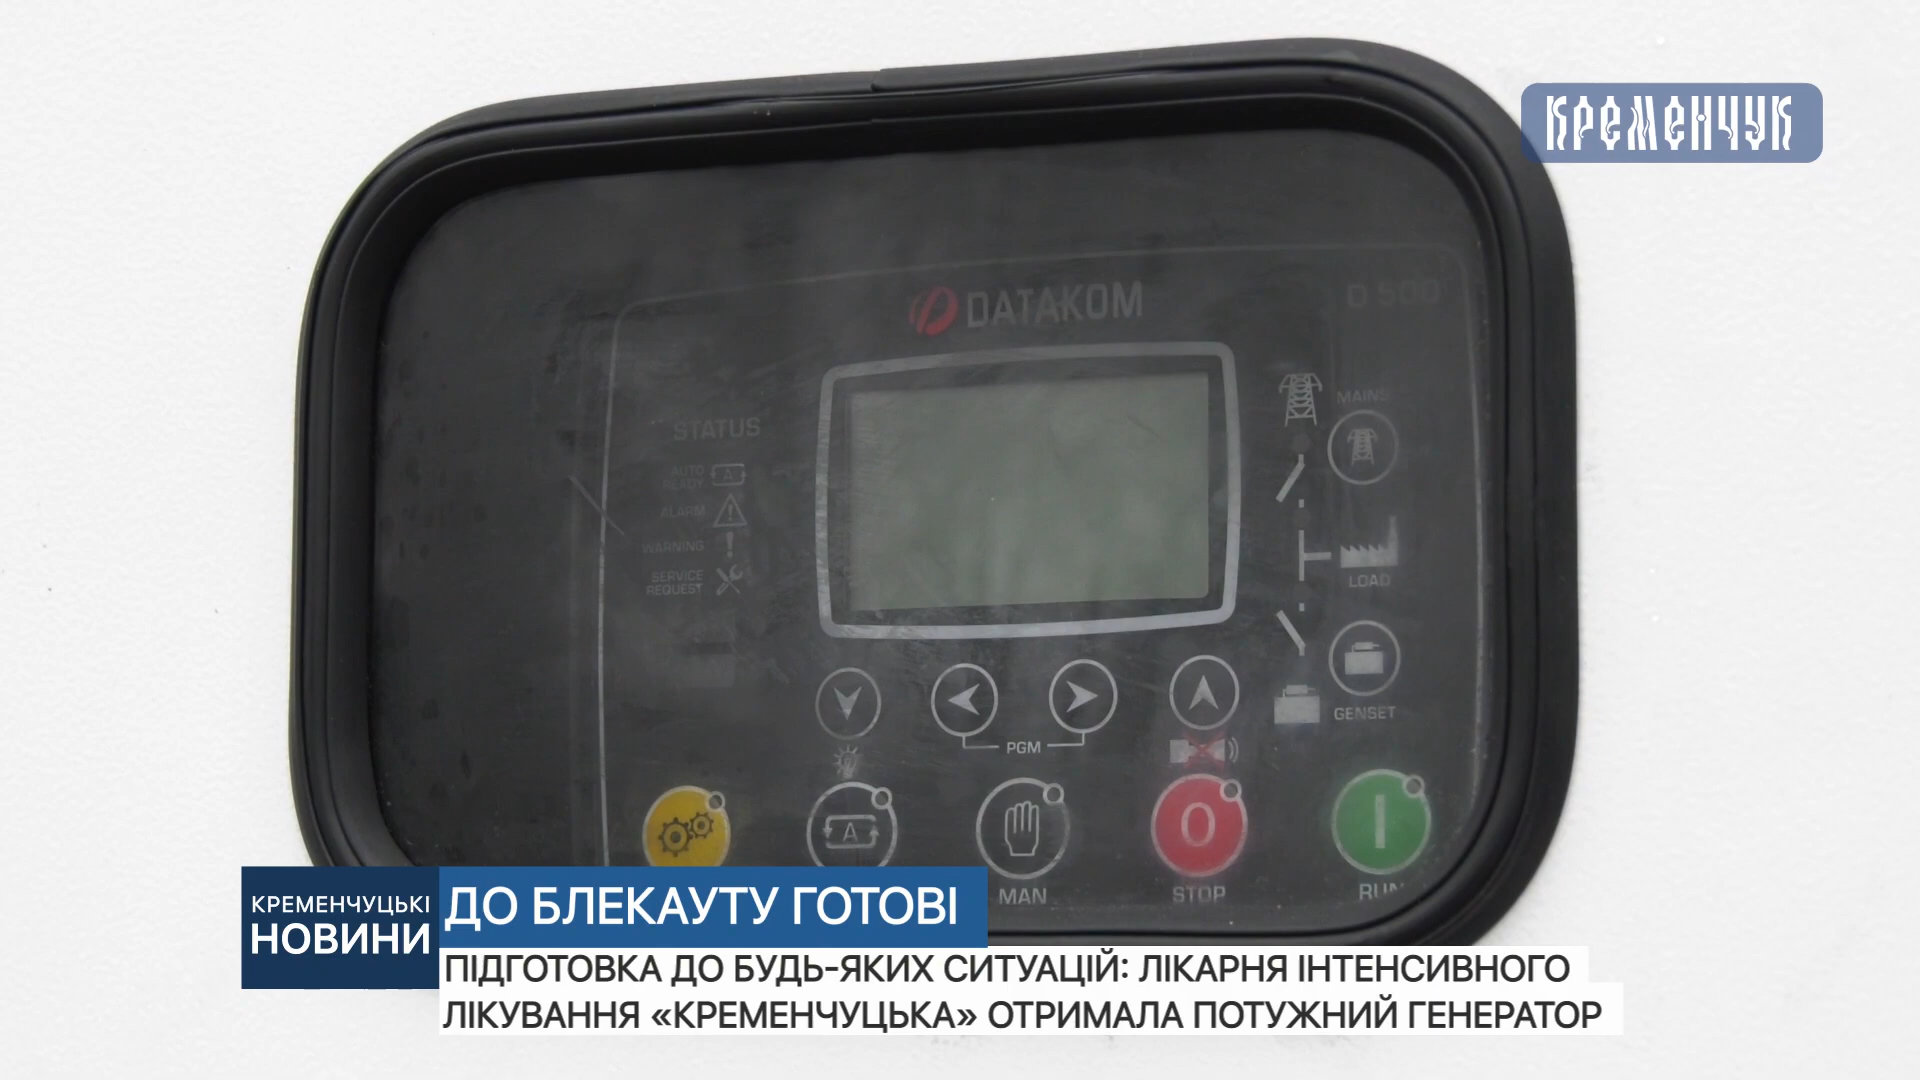 КРЕМЕНЧУК
DATAKOM
D 500
STATUS
AUTO
READY
ALARM
WARNING
SERVICE
REQUEST
MAINS
LOAD
GENSET
PGM
A
MAN
STOP
RUN
КРЕМЕНЧУЦЬКІ
НОВИНИ
ДО БЛЕКАУТУ ГОТОВІ
ПІДГОТОВКА ДО БУДЬ-ЯКИХ СИТУАЦІЙ: ЛІКАРНЯ ІНТЕНСИВНОГО
ЛІКУВАННЯ «КРЕМЕНЧУЦЬКА» ОТРИМАЛА ПОТУЖНИЙ ГЕНЕРАТОР